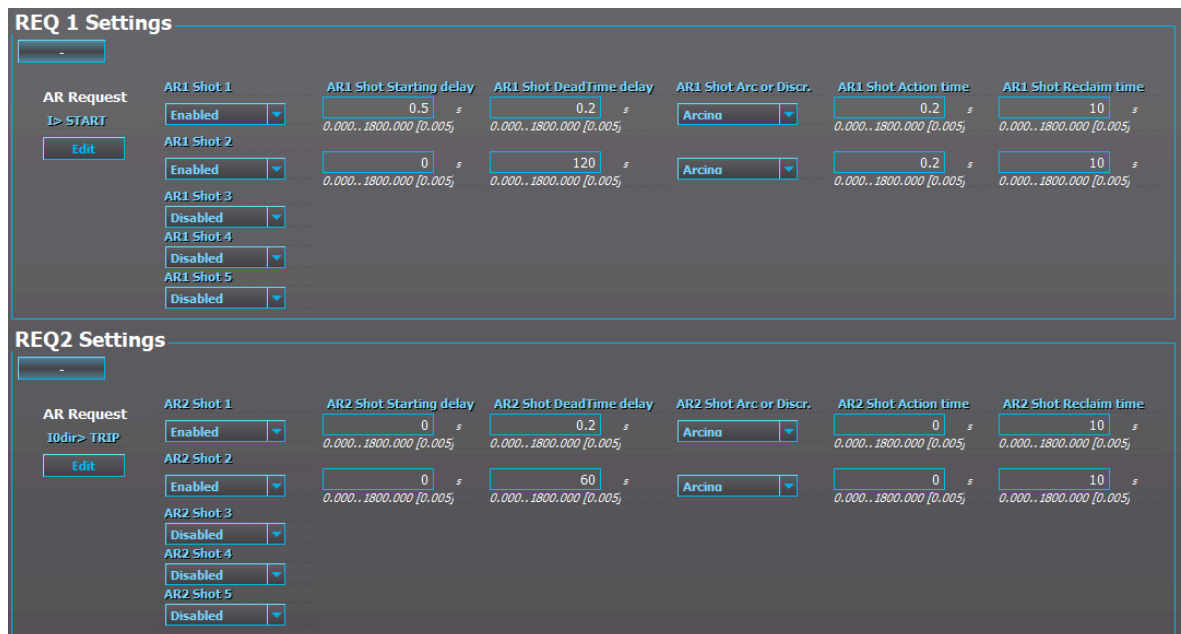 REQ 1 Settings
-
AR1 Shot 1 AR1 Shot Starting delay AR1 Shot DeadTime delay AR1 Shot Arc or Discr. AR1 Shot Action time AR1 Shot Reclaim time
AR Request
Enabled 0.5 s 0.2 s Arcing 0.2 s 10 s
I> START
0.000..1800.000 [0.005] 0.000..1800.000 [0.005] 0.000..1800.000 [0.005] 0.000..1800.000 [0.005]
Edit
AR1 Shot 2
Enabled 0 s 120 s Arcing 0.2 s 10 s
0.000..1800.000 [0.005] 0.000..1800.000 [0.005] 0.000..1800.000 [0.005] 0.000..1800.000 [0.005]
AR1 Shot 3
Disabled
AR1 Shot 4
Disabled
AR1 Shot 5
Disabled
REQ2 Settings
-
AR2 Shot 1 AR2 Shot Starting delay AR2 Shot DeadTime delay AR2 Shot Arc or Discr. AR2 Shot Action time AR2 Shot Reclaim time
AR Request
Enabled 0 s 0.2 s Arcing 0 s 10 s
I0dir> TRIP
0.000..1800.000 [0.005] 0.000..1800.000 [0.005] 0.000..1800.000 [0.005] 0.000..1800.000 [0.005]
Edit
AR2 Shot 2
Enabled 0 s 60 s Arcing 0 s 10 s
0.000..1800.000 [0.005] 0.000..1800.000 [0.005] 0.000..1800.000 [0.005] 0.000..1800.000 [0.005]
AR2 Shot 3
Disabled
AR2 Shot 4
Disabled
AR2 Shot 5
Disabled